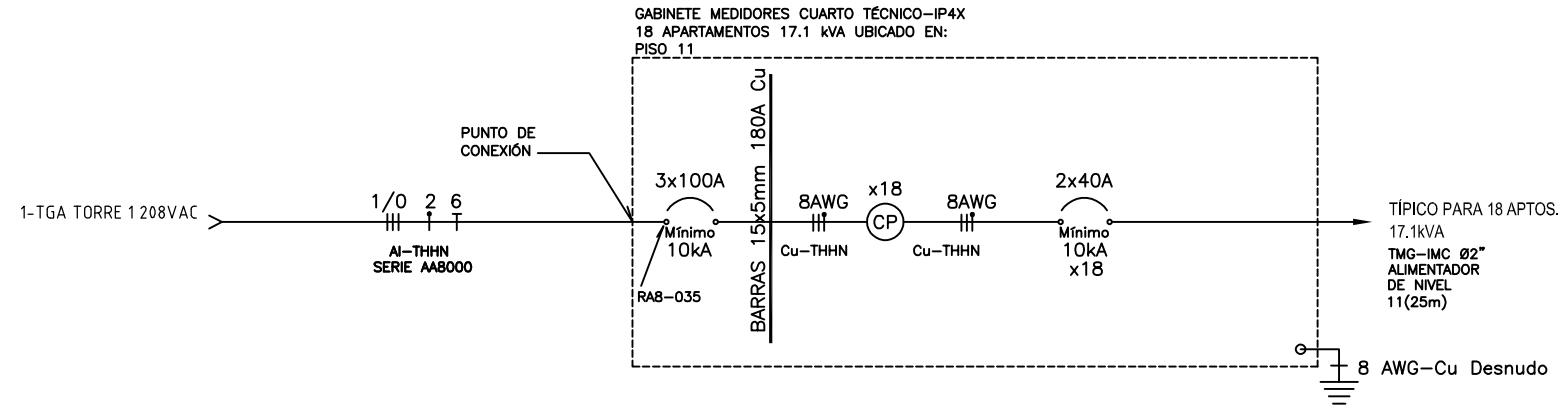 GABINETE MEDIDORES CUARTO TÉCNICO-IP4X
18 APARTAMENTOS 17.1 kVA UBICADO EN:
PISO 11
PUNTO DE
CONEXIÓN
1-TGA TORRE 1 208VAC
1/0 2 6
Al-THHN
SERIE AA8000
3x100A
Mínimo
10kA
RA8-035
BARRAS 15x5mm 180A Cu
8AWG
Cu-THHN
x18
CP
8AWG
Cu-THHN
2x40A
Mínimo
10kA
x18
TÍPICO PARA 18 APTOS.
17.1kVA
TMG-IMC Ø2"
ALIMENTADOR
DE NIVEL
11(25m)
8 AWG-Cu Desnudo